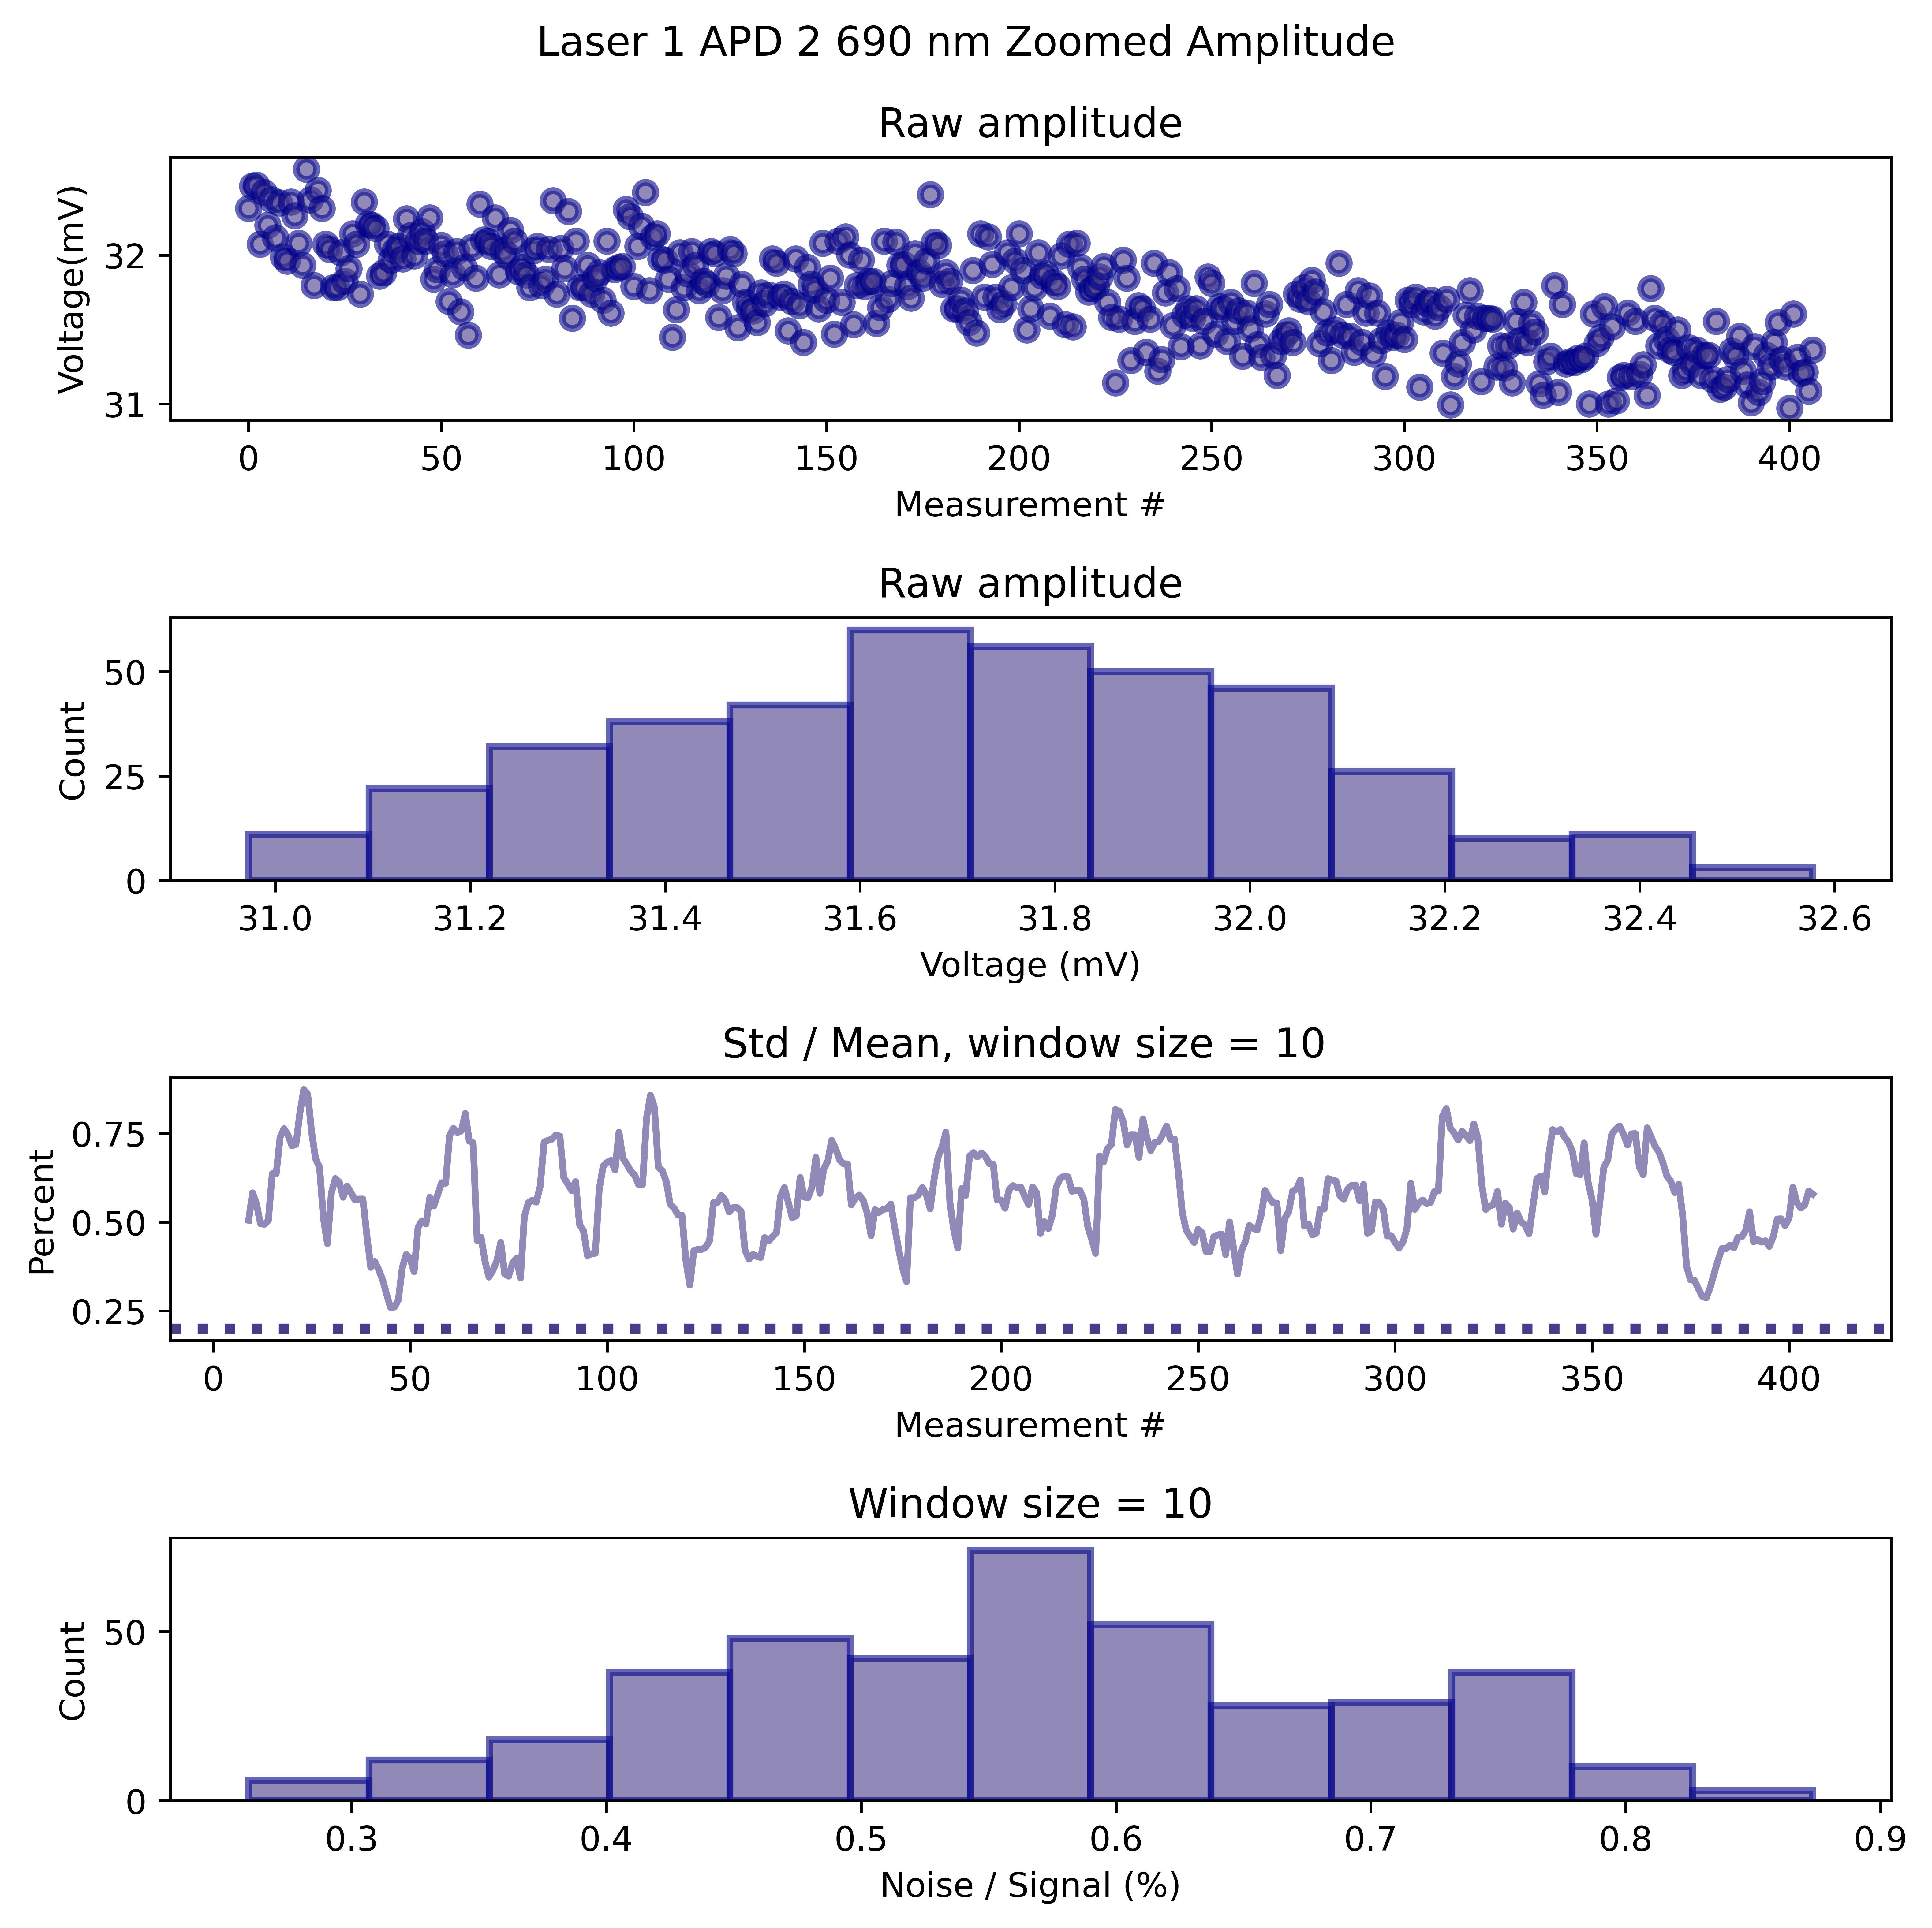 Laser 1 APD 2 690 nm Zoomed Amplitude
Raw amplitude
Voltage(mV)
32
31
0 50 100 150 200 250 300 350 400
Measurement #
Raw amplitude
Count
50
25
0
31.0 31.2 31.4 31.6 31.8 32.0 32.2 32.4 32.6
Voltage (mV)
Std / Mean, window size = 10
Percent
0.75
0.50
0.25
0 50 100 150 200 250 300 350 400
Measurement #
Window size = 10
Count
50
0
0.3 0.4 0.5 0.6 0.7 0.8 0.9
Noise / Signal (%)